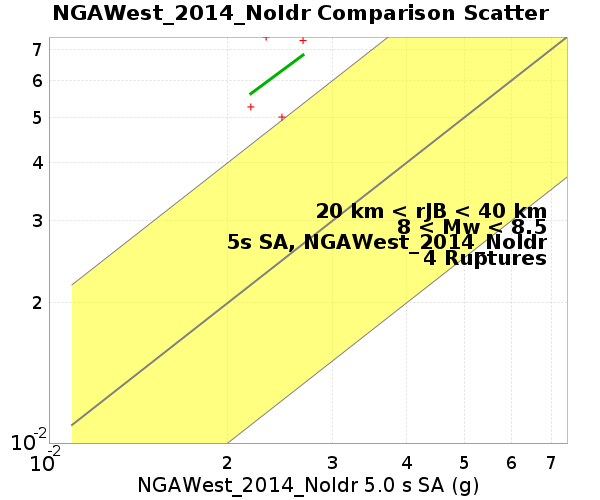 NGAWest_2014_NoIdr Comparison Scatter
7
6
5
4
3
2
10-2
20 km < rJB < 40 km
8 < Mw < 8.5
5s SA, NGAWest_2014_NoIdr
4 Ruptures
10-2
2 3 4 5 6 7
NGAWest_2014_NoIdr 5.0 s SA (g)